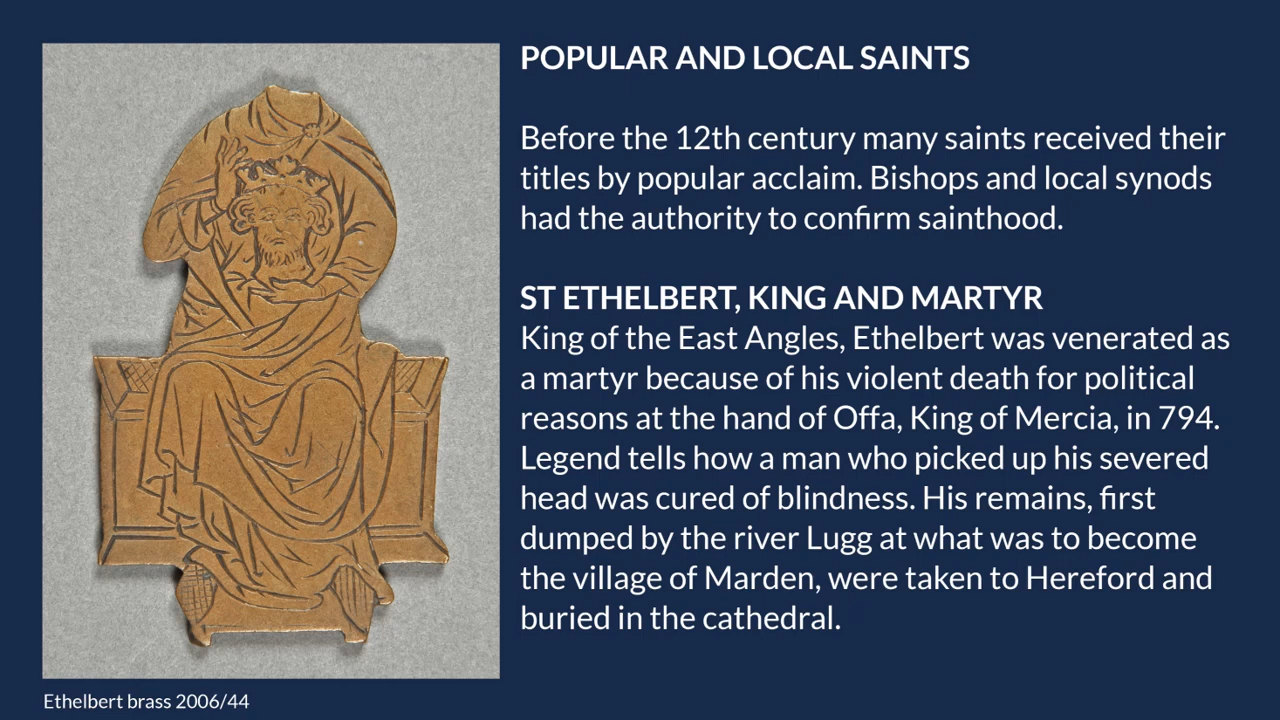 POPULAR AND LOCAL SAINTS
Before the 12th century many saints received their
titles by popular acclaim. Bishops and local synods
had the authority to confirm sainthood.
ST ETHELBERT, KING AND MARTYR
King of the East Angles, Ethelbert was venerated as
a martyr because of his violent death for political
reasons at the hand of Offa, King of Mercia, in 794.
Legend tells how a man who picked up his severed
head was cured of blindness. His remains, first
dumped by the river Lugg at what was to become
the village of Marden, were taken to Hereford and
buried in the cathedral.
Ethelbert brass 2006/44